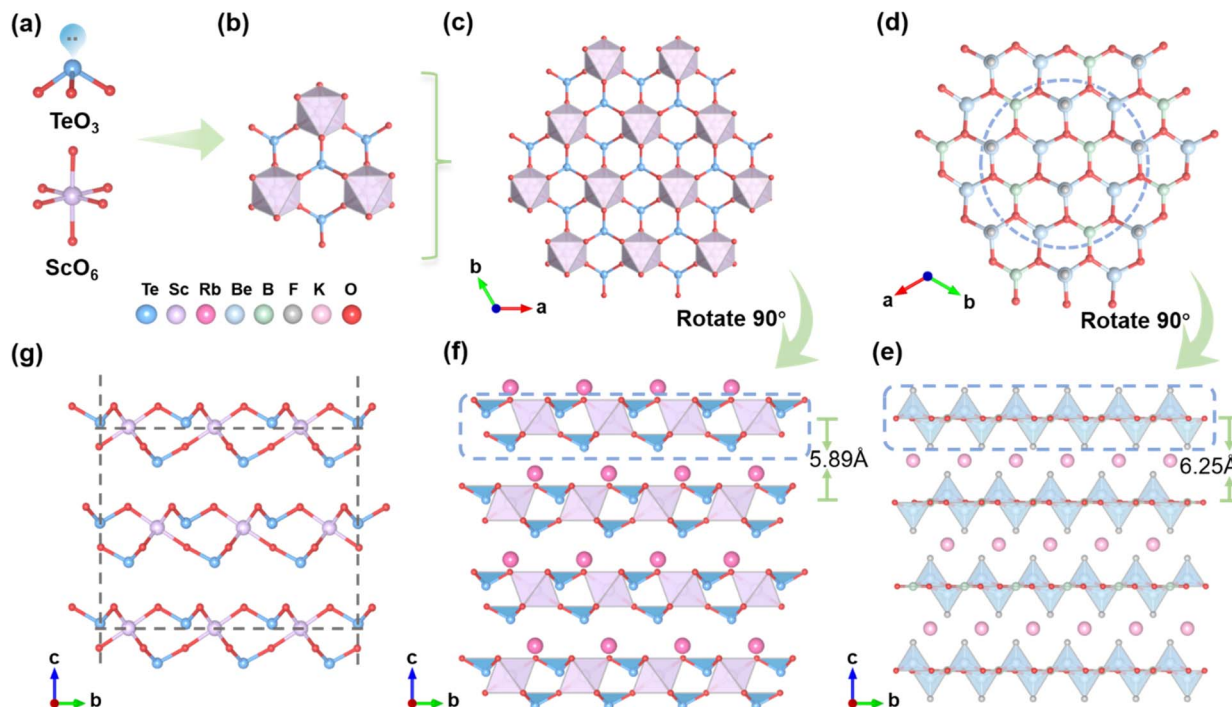 (a)
(b)
(c)
(d)
TeO3
ScO6
Te Sc Rb Be B F K O
b
a
Rotate 90°
a
b
Rotate 90°
(g)
(f)
(e)
5.89Å
6.25Å
c
b
c
b
c
b